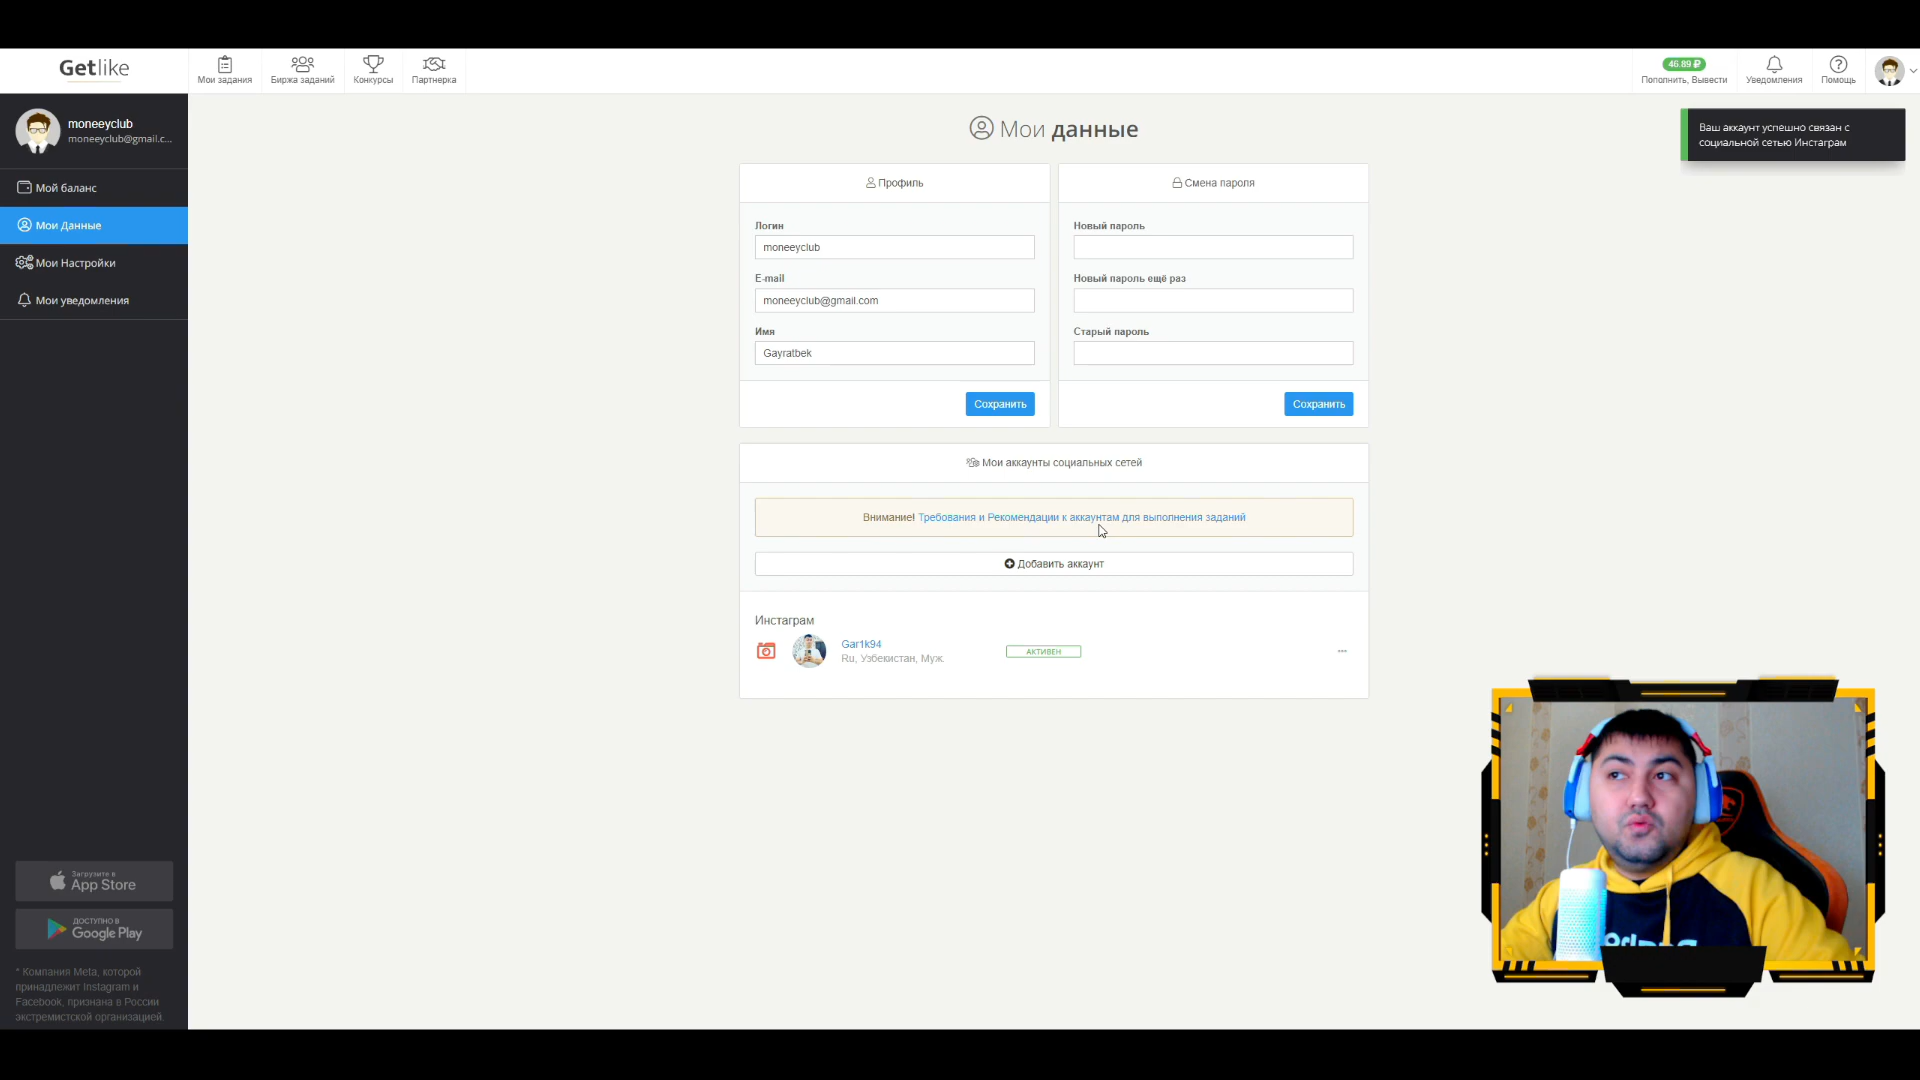 Getlike
Мои задания
Биржа заданий
Конкурсы
Партнерка
46.89 ₽
Пополнить, Вывести
Уведомления
Помощь
moneeyclub
moneeyclub@gmail.c...
Мой баланс
Мои Данные
Мои Настройки
Мои уведомления
Мои данные
Ваш аккаунт успешно связан с
социальной сетью Инстаграм
Профиль
Логин
moneeyclub
E-mail
moneeyclub@gmail.com
Имя
Gayratbek
Сохранить
Смена пароля
Новый пароль
Новый пароль ещё раз
Старый пароль
Сохранить
Мои аккаунты социальных сетей
Внимание! Требования и Рекомендации к аккаунтам для выполнения заданий
Добавить аккаунт
Инстаграм
Gar1k94
Ru, Узбекистан, Муж.
АКТИВЕН
...
Загрузите в
App Store
ДОСТУПНО В
Google Play
* Компания Meta, которой
принадлежит Instagram и
Facebook, признана в России
экстремистской организацией.